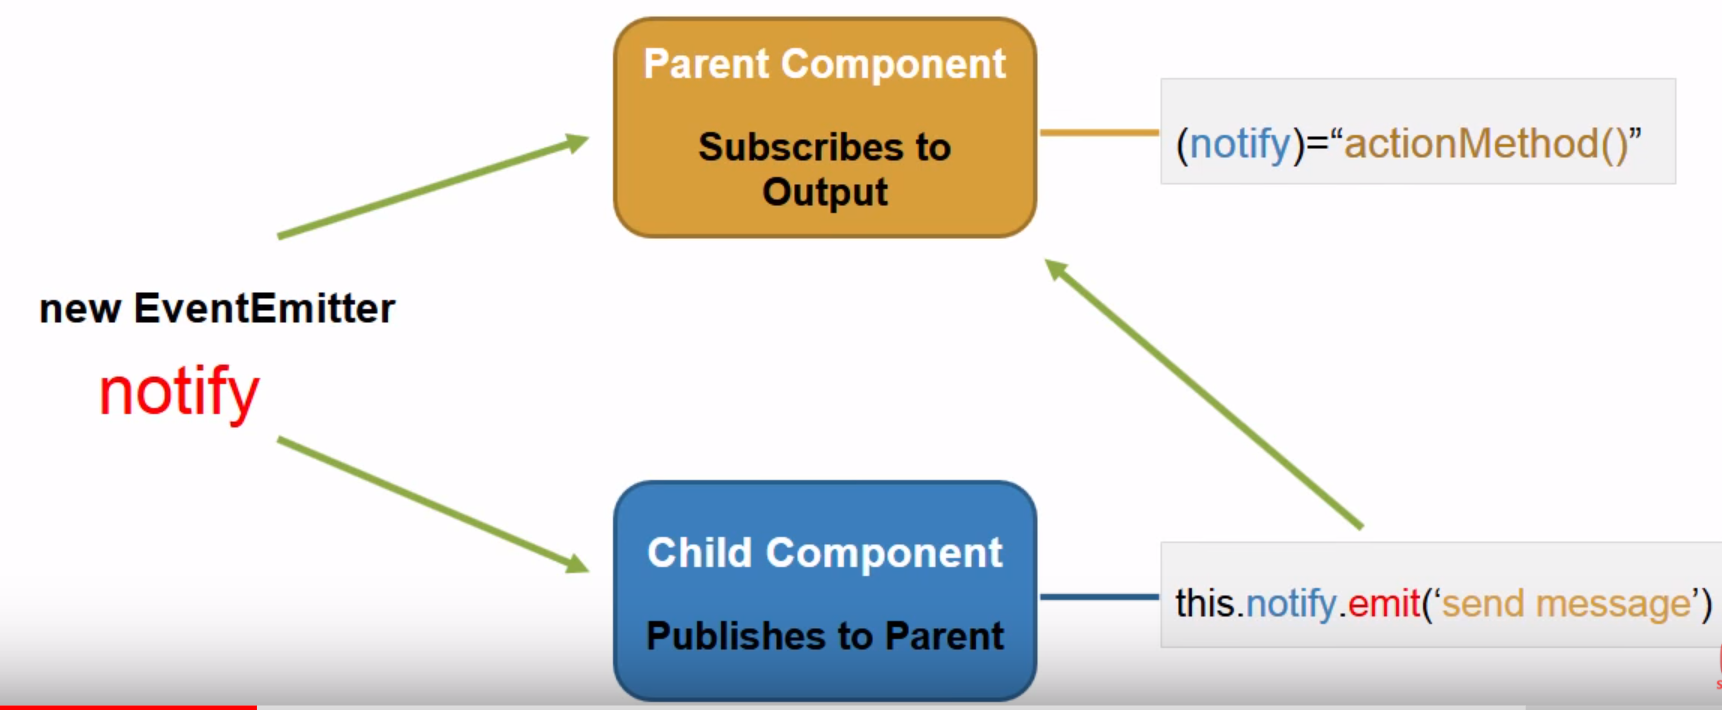 Parent Component
Subscribes to
Output
(notify)=“actionMethod()”
new EventEmitter
notify
Child Component
Publishes to Parent
this.notify.emit(‘send message’)